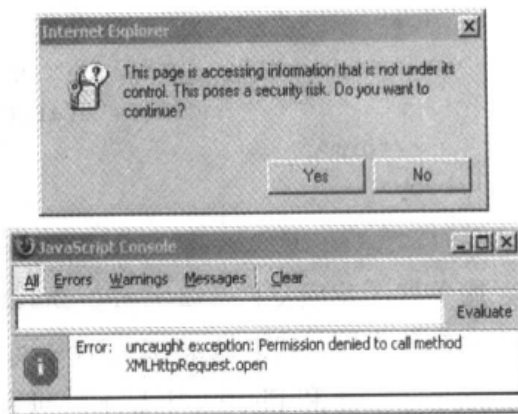 Internet Explorer
This page is accessing information that is not under its
control. This poses a security risk. Do you want to
continue?
Yes
No
JavaScript Console
All Errors Warnings Messages Clear
Evaluate
Error: uncaught exception: Permission denied to call method
XMLHttpRequest.open